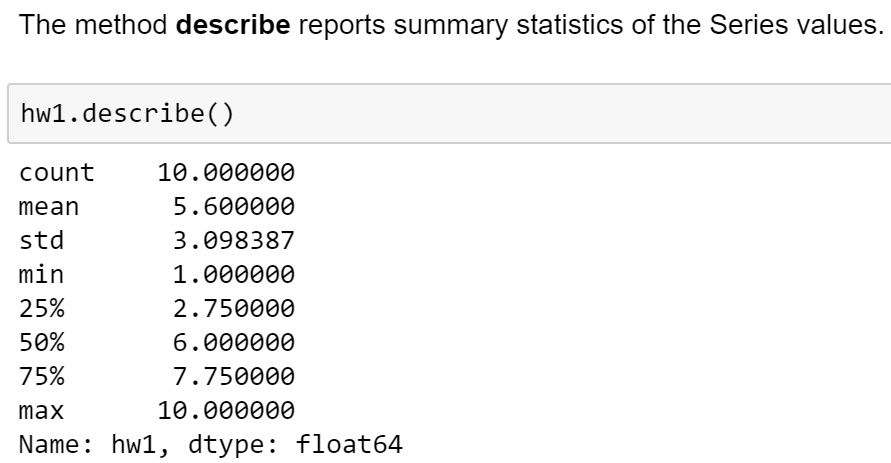 The method describe reports summary statistics of the Series values.
hw1.describe()
count    10.000000
mean      5.600000
std       3.098387
min       1.000000
25%       2.750000
50%       6.000000
75%       7.750000
max      10.000000
Name: hw1, dtype: float64